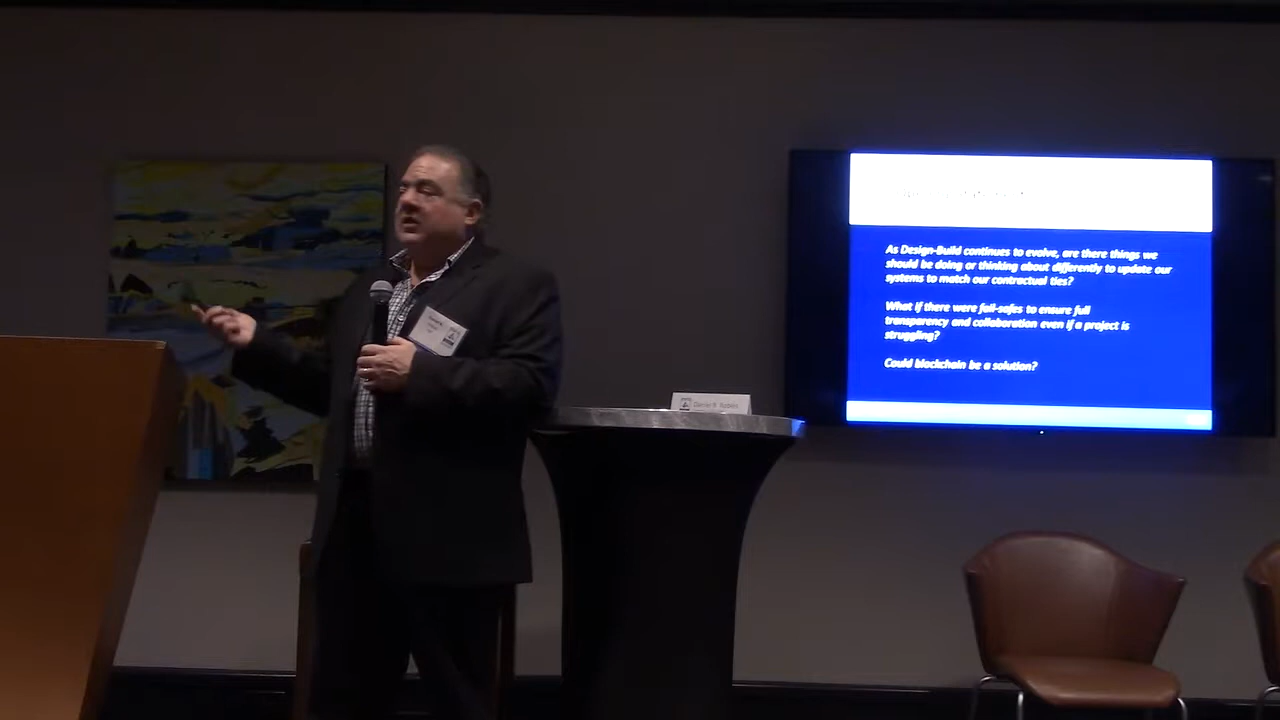 As Design-Build continues to evolve, are there things we
should be doing or thinking about differently to update our
systems to match our contractual ties?
What if there were fail-safes to ensure full
transparency and collaboration even if a project is
struggling?
Could blockchain be a solution?
Daniel R. Robles